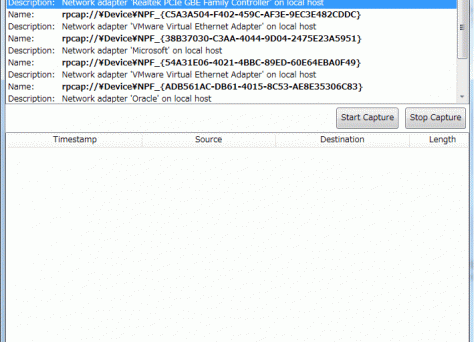 Description: Network adapter 'Realtek PCIe GBE Family Controller' on local host
Name: rpcap://¥Device¥NPF_{C5A3A504-F402-459C-AF3E-9EC3E482CDDC}
Description: Network adapter 'VMware Virtual Ethernet Adapter' on local host
Name: rpcap://¥Device¥NPF_{38B37030-C3AA-4044-9D04-2475E23A5951}
Description: Network adapter 'Microsoft' on local host
Name: rpcap://¥Device¥NPF_{54A31E06-4021-4BBC-89ED-60E64EBA0F49}
Description: Network adapter 'VMware Virtual Ethernet Adapter' on local host
Name: rpcap://¥Device¥NPF_{ADB561AC-DB61-4015-8C53-AE8E35306C83}
Description: Network adapter 'Oracle' on local host
Start Capture Stop Capture
Timestamp Source Destination Length